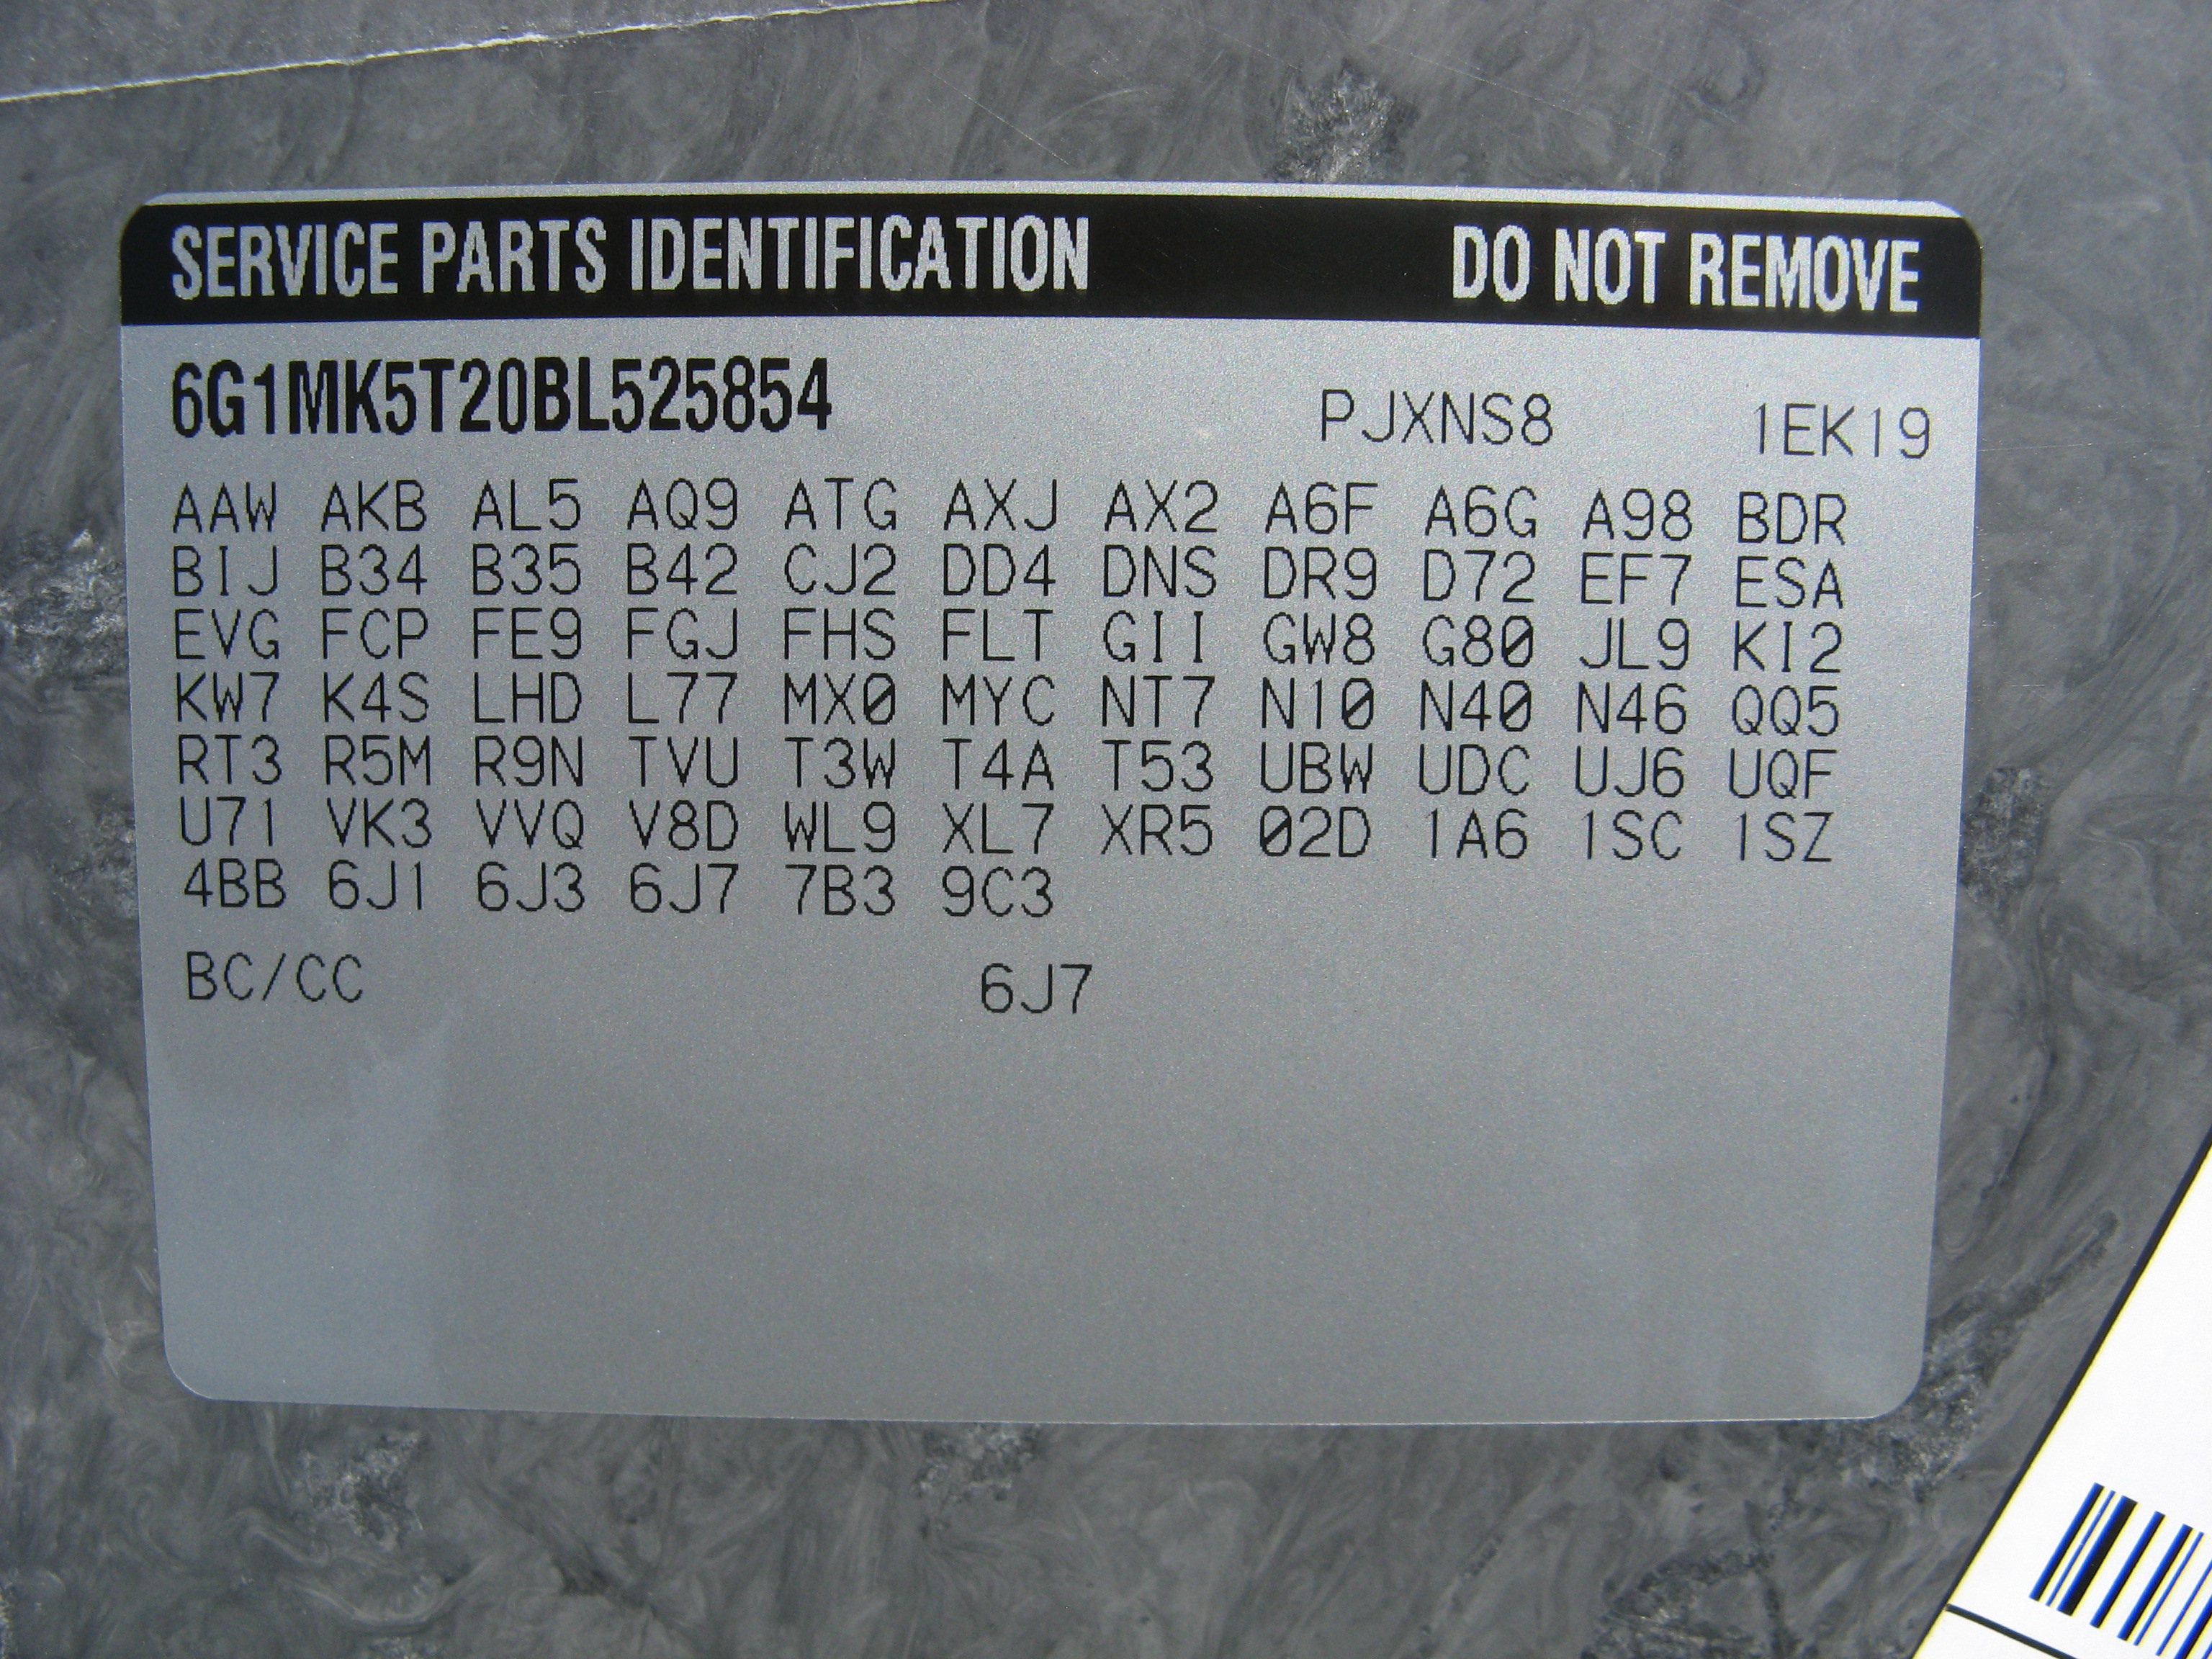 SERVICE PARTS IDENTIFICATION DO NOT REMOVE
6G1MK5T20BL525854 PJXNS8 1EK19
AAW AKB AL5 AQ9 ATG AXJ AX2 A6F A6G A98 BDR
BIJ B34 B35 B42 CJ2 DD4 DNS DR9 D72 EF7 ESA
EVG FCP FE9 FGJ FHS FLT GII GW8 G80 JL9 KI2
KW7 K4S LHD L77 MX0 MYC NT7 N10 N40 N46 QQ5
RT3 R5M R9N TVU T3W T4A T53 UBW UDC UJ6 UQF
U71 VK3 VVQ V8D WL9 XL7 XR5 02D 1A6 1SC 1SZ
4BB 6J1 6J3 6J7 7B3 9C3
BC/CC 6J7